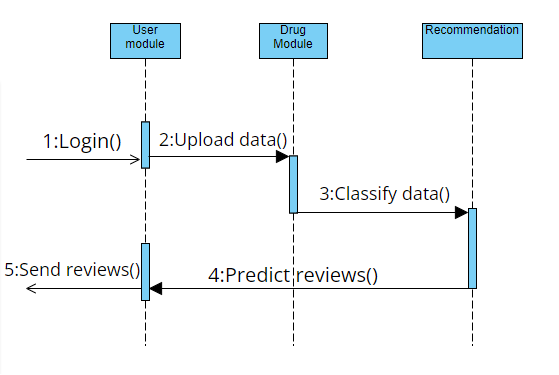 User
module
Drug
Module
Recommendation
1:Login()
2:Upload data()
3:Classify data()
5:Send reviews()
4:Predict reviews()